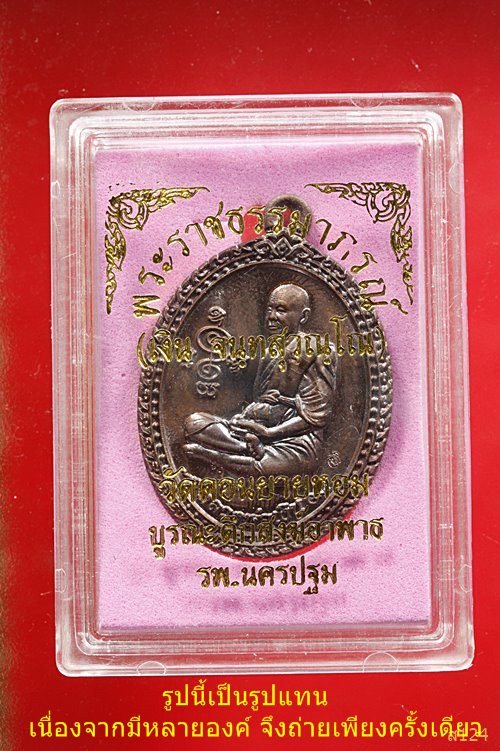 พระราชธรรมาภรณ์
(เงิน จนฺทสุวณฺโณ)
วัดดอนยายหอม
บูรณะตึกสงฆ์อาพาธ
รพ.นครปฐม
รูปนี้เป็นรูปแทน
เนื่องจากมีหลายองค์ จึงถ่ายเพียงครั้งเดียว